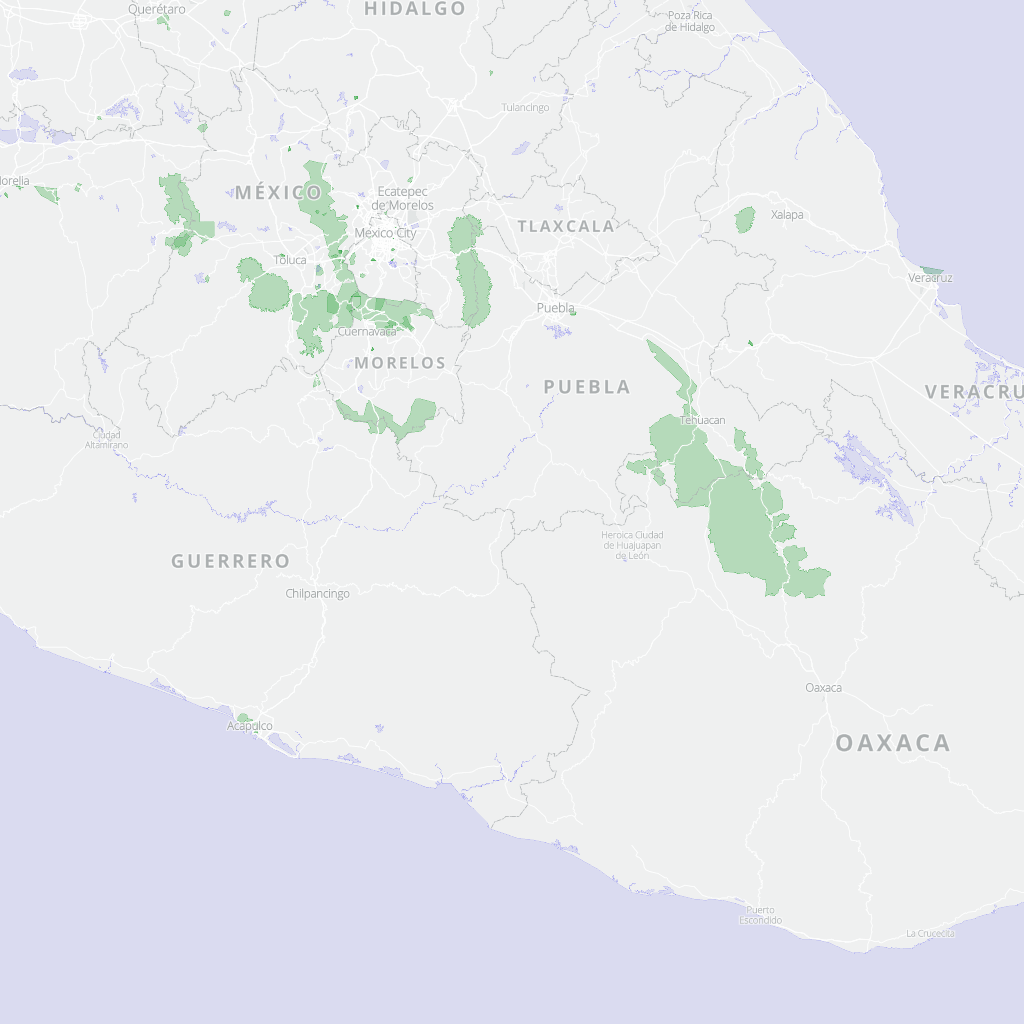 Querétaro
HIDALGO
Poza Rica
de Hidalgo
Tulancingo
MÉXICO
Ecatepec
de Morelos
TLAXCALA
Xalapa
Mexico City
Toluca
Veracruz
Puebla
Cuernavaca
MORELOS
PUEBLA
Tehuacan
Ciudad
Altamirano
Heroica Ciudad
de Huajuapan
de León
GUERRERO
Chilpancingo
Oaxaca
Acapulco
OAXACA
Puerto
Escondido
La Crucecita